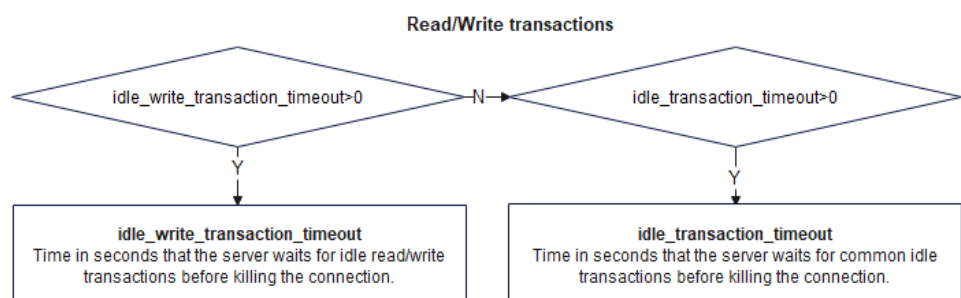 Read/Write transactions
idle_write_transaction_timeout>0
N
idle_transaction_timeout>0
Y
Y
idle_write_transaction_timeout
Time in seconds that the server waits for idle read/write
transactions before killing the connection.
idle_transaction_timeout
Time in seconds that the server waits for common idle
transactions before killing the connection.